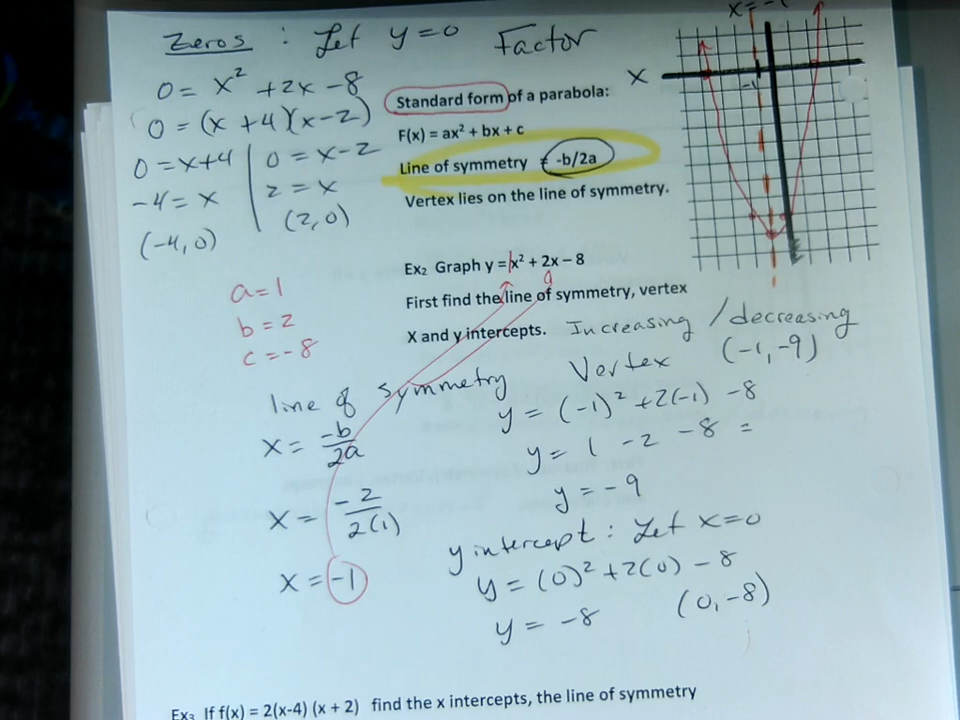 Zeros : Let y=0 Factor
0 = x² + 2x - 8
0 = (x + 4)(x - 2)
0 = x+4 | 0 = x - 2
-4 = x | 2 = x
(-4, 0) (2, 0)
x = -1
X
-1
Standard form of a parabola:
F(x) = ax² + bx + c
Line of symmetry = -b/2a
Vertex lies on the line of symmetry.
Ex₂ Graph y = 1x² + 2x – 8
First find the line of symmetry, vertex
X and y intercepts. Increasing / decreasing
a = 1
b = 2
c = -8
line of symmetry
x = -b/2a
x = -2/2(1)
x = -1
Vertex (-1, -9)
y = (-1)² + 2(-1) - 8
y = 1 - 2 - 8 =
y = -9
y intercept : Let x=0
y = (0)² + 2(0) - 8
y = -8 (0, -8)
Ex₃ If f(x) = 2(x-4) (x + 2) find the x intercepts, the line of symmetry